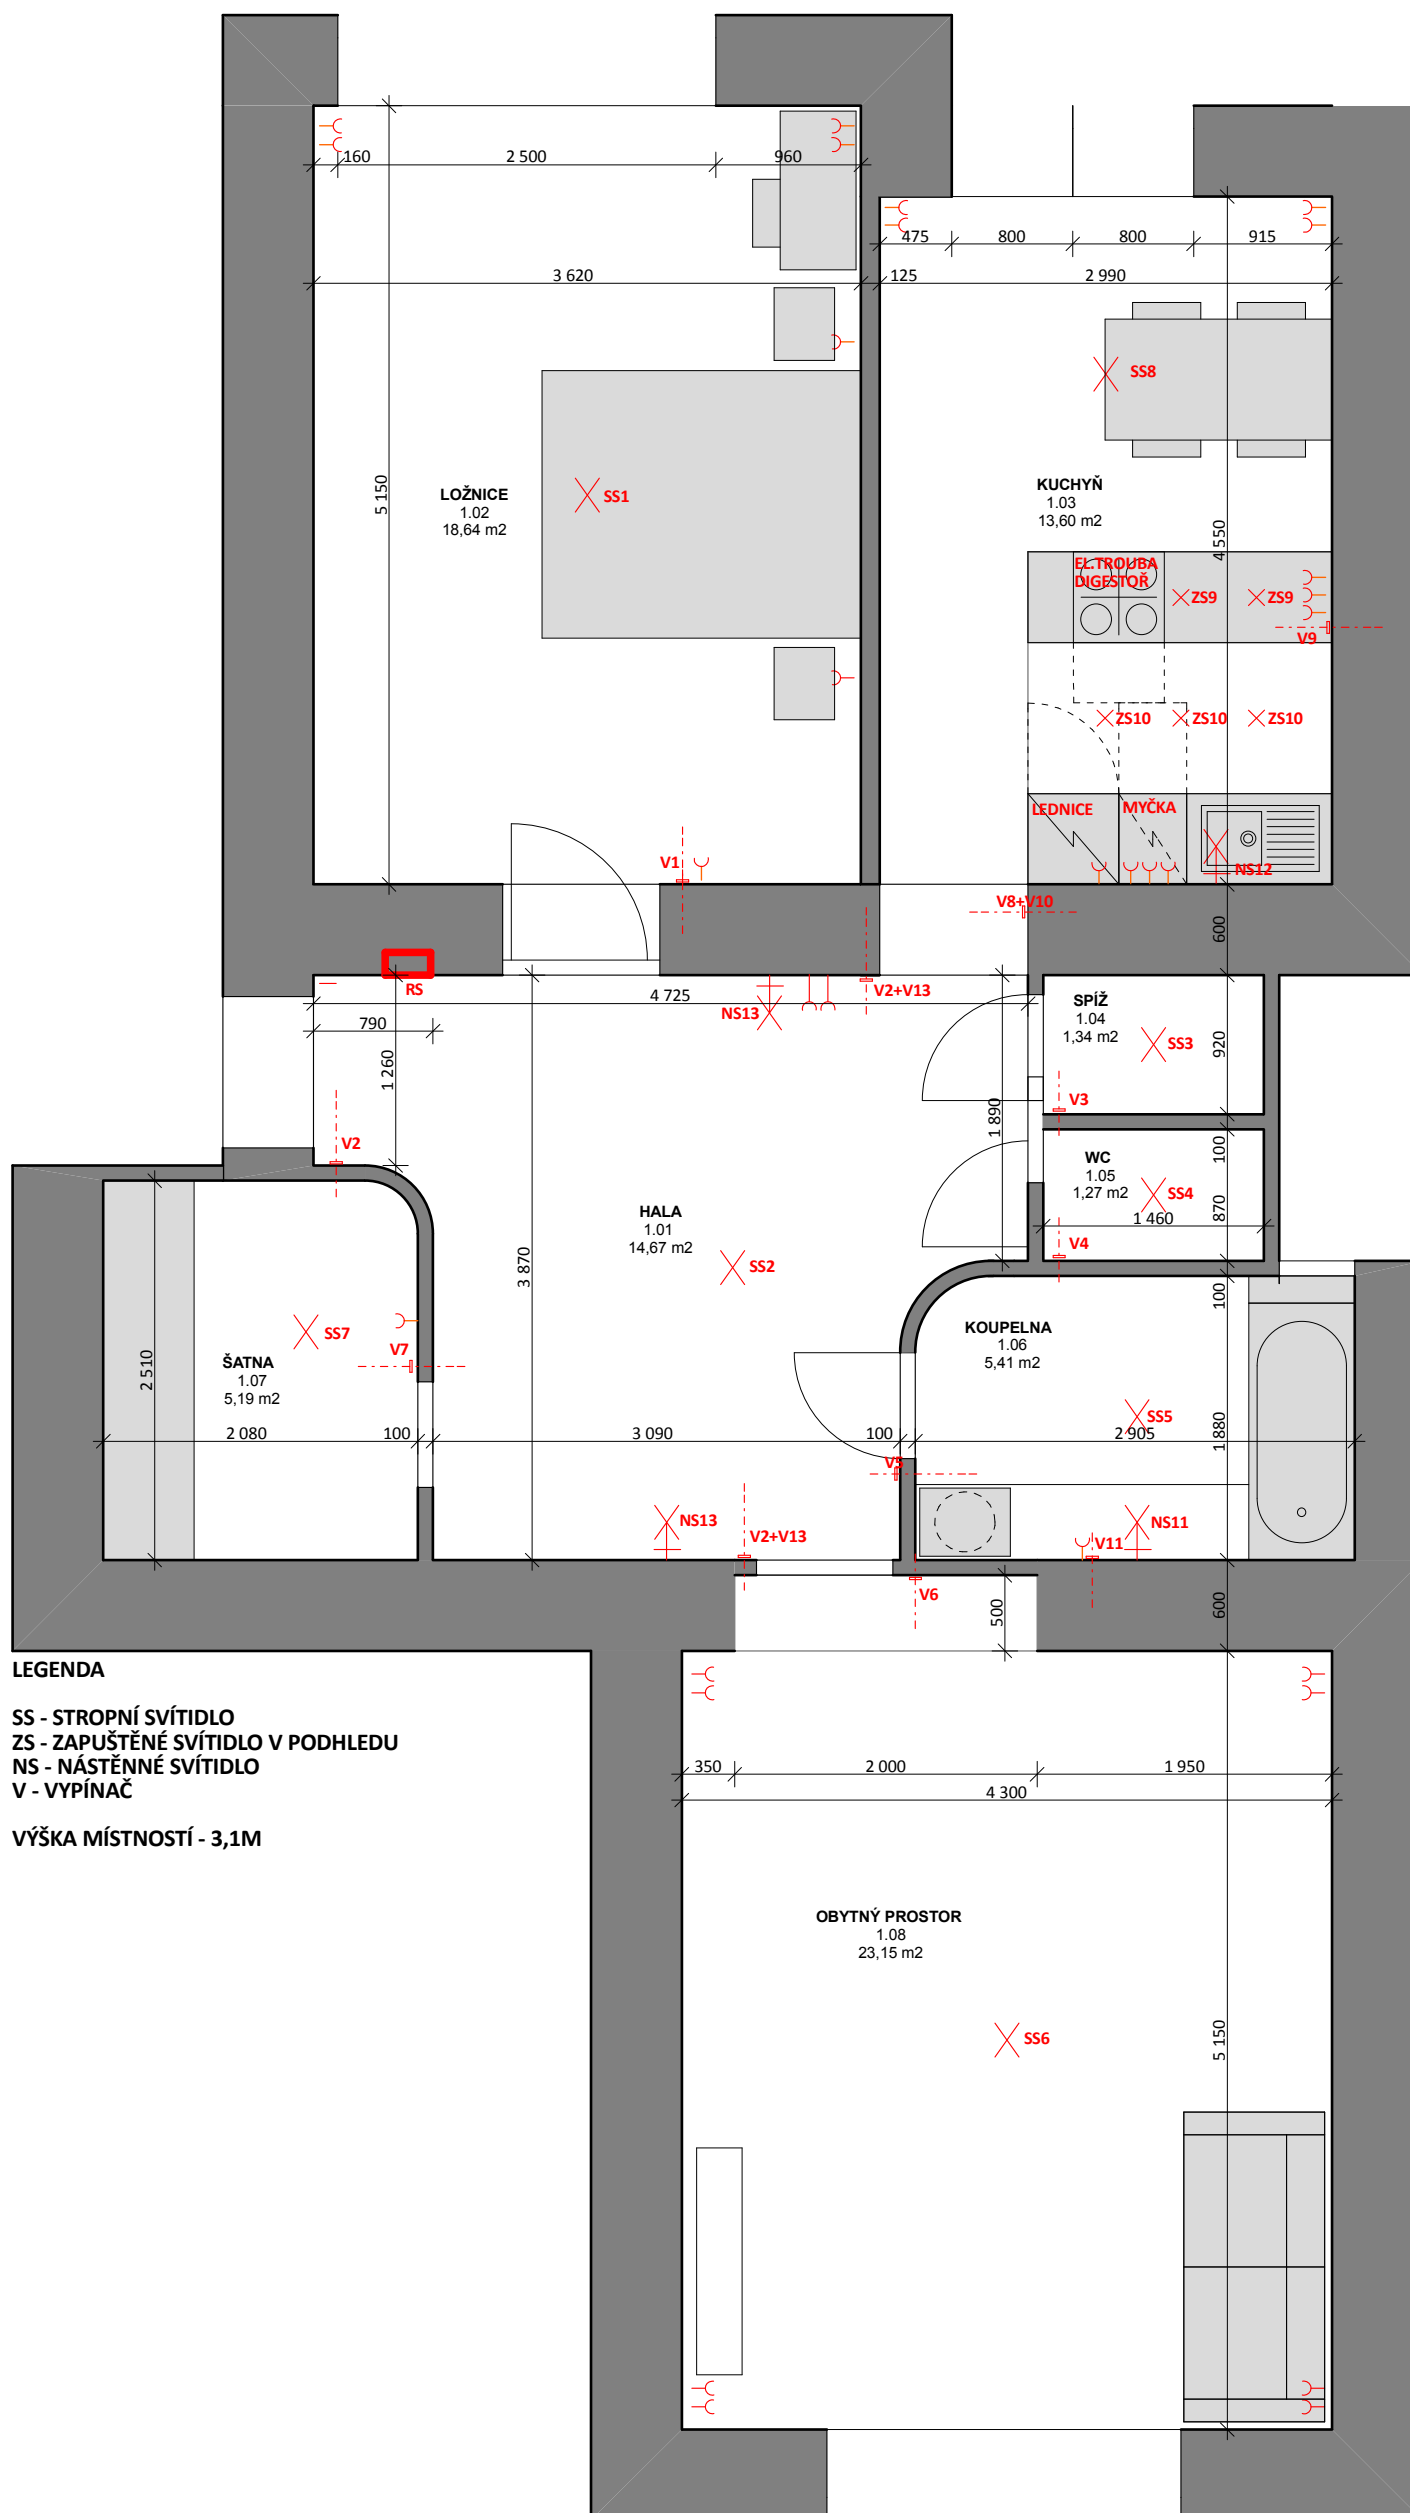 160
2 500
960
475
800
800
915
3 620
125
2 990
SS8
5 150
LOŽNICE
1.02
18,64 m2
SS1
KUCHYŇ
1.03
13,60 m2
4 550
EL.TROUBA
DIGESTOŘ
ZS9
ZS9
V9
ZS10
ZS10
ZS10
LEDNICE
MYČKA
V1
NS12
V8+V10
600
RS
4 725
V2+V13
NS13
790
1 260
SPÍŽ
1.04
1,34 m2
SS3
920
V3
1 890
V2
100
WC
1.05
1,27 m2
SS4
870
1 460
V4
HALA
1.01
14,67 m2
SS2
3 870
100
KOUPELNA
1.06
5,41 m2
SS7
V7
ŠATNA
1.07
5,19 m2
2 510
SS5
1 880
2 080
100
3 090
100
2 905
V5
NS13
V2+V13
NS11
V11
V6
500
600
LEGENDA
SS - STROPNÍ SVÍTIDLO
ZS - ZAPUŠTĚNÉ SVÍTIDLO V PODHLEDU
NS - NÁSTĚNNÉ SVÍTIDLO
V - VYPÍNAČ
VÝŠKA MÍSTNOSTÍ - 3,1M
350
2 000
1 950
4 300
OBYTNÝ PROSTOR
1.08
23,15 m2
SS6
5 150